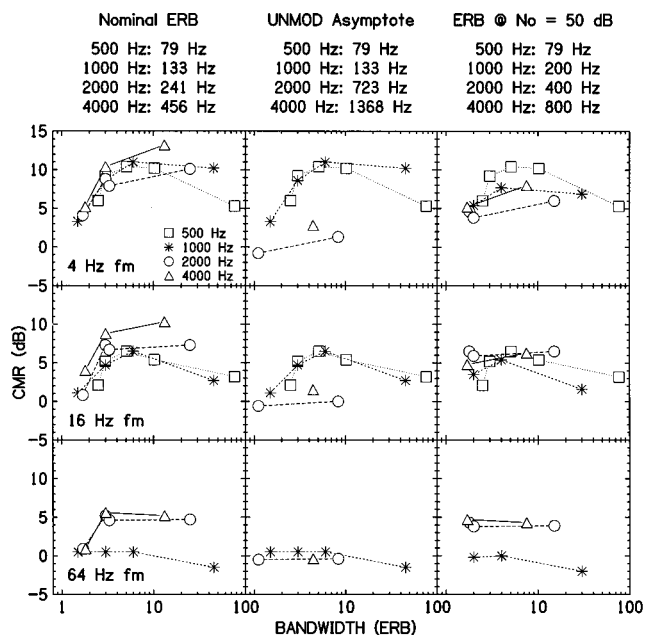 Nominal ERB
500 Hz: 79 Hz
1000 Hz: 133 Hz
2000 Hz: 241 Hz
4000 Hz: 456 Hz
UNMOD Asymptote
500 Hz: 79 Hz
1000 Hz: 133 Hz
2000 Hz: 723 Hz
4000 Hz: 1368 Hz
ERB @ No = 50 dB
500 Hz: 79 Hz
1000 Hz: 200 Hz
2000 Hz: 400 Hz
4000 Hz: 800 Hz
15
10
5
0
-5
500 Hz
1000 Hz
2000 Hz
4000 Hz
4 Hz fm
10
5
0
-5
16 Hz fm
10
5
0
-5
64 Hz fm
CMR (dB)
1 10 100 10 100 10 100
BANDWIDTH (ERB)